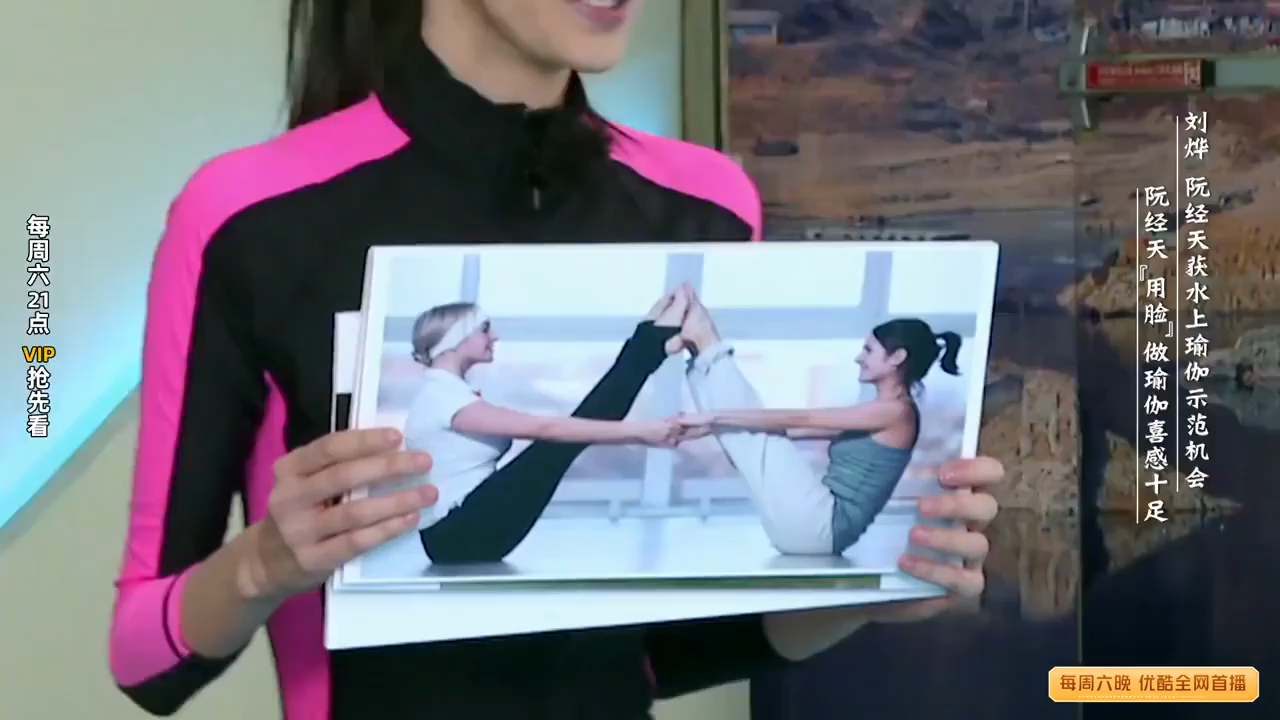 每周六21点 VIP抢先看
刘烨 阮经天获水上瑜伽示范机会
阮经天『用脸』做瑜伽喜感十足
每周六晚 优酷全网首播